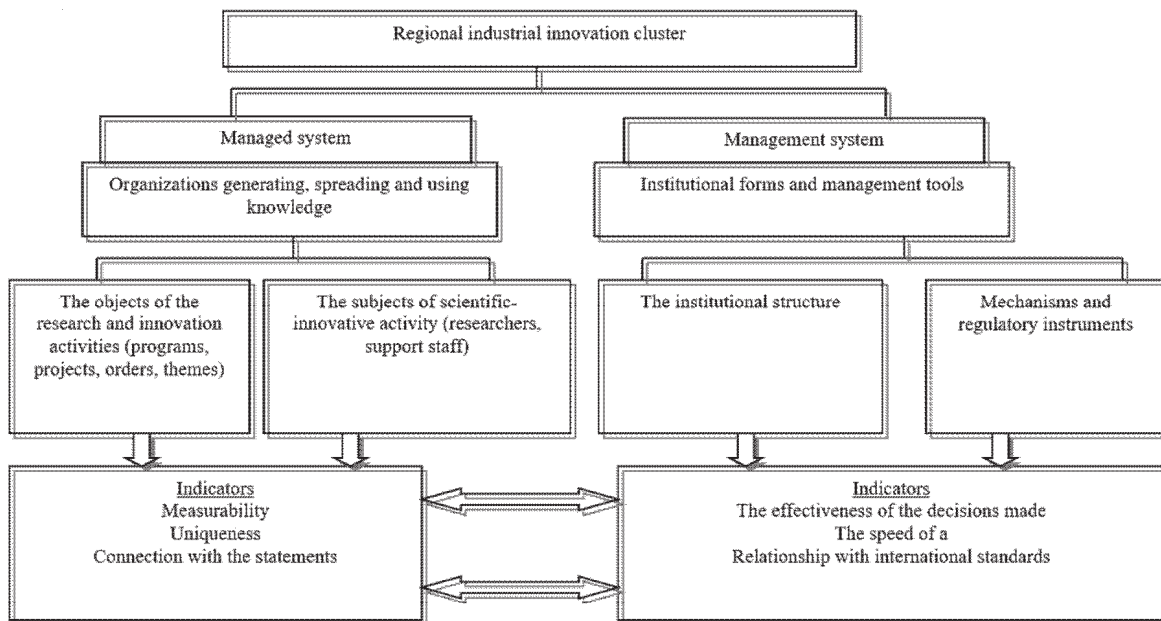 Regional industrial innovation cluster
Managed system
Management system
Organizations generating, spreading and using
knowledge
Institutional forms and management tools
The objects of the
research and innovation
activities (programs,
projects, orders, themes)
The subjects of scientific-
innovative activity (researchers,
support staff)
The institutional structure
Mechanisms and
regulatory instruments
Indicators
Measurability
Uniqueness
Connection with the statements
Indicators
The effectiveness of the decisions made
The speed of a
Relationship with international standards